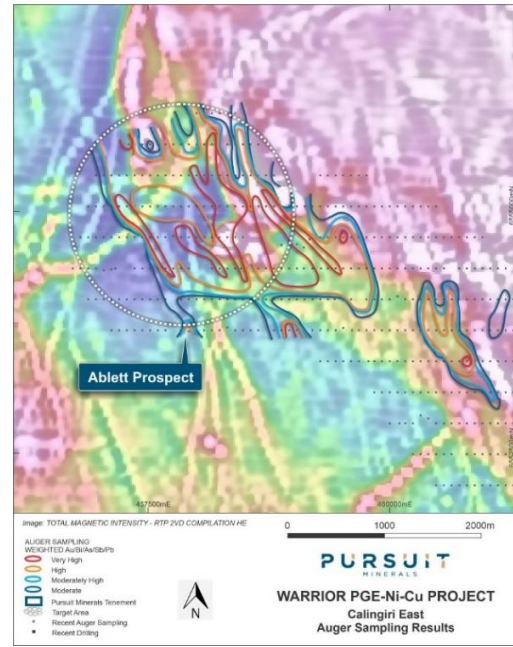 Ablett Prospect
457500mE
460000mE
Image: TOTAL MAGNETIC INTENSITY - RTP 2VD COMPILATION HE
0 1000 2000m
AUGER SAMPLING
WEIGHTED Au/Bi/As/Sb/Pb
Very High
High
Moderately High
Moderate
Pursuit Minerals Tenement
Target Area
Recent Auger Sampling
Recent Drilling
N
PURSUIT
MINERALS
WARRIOR PGE-Ni-Cu PROJECT
Calingiri East
Auger Sampling Results